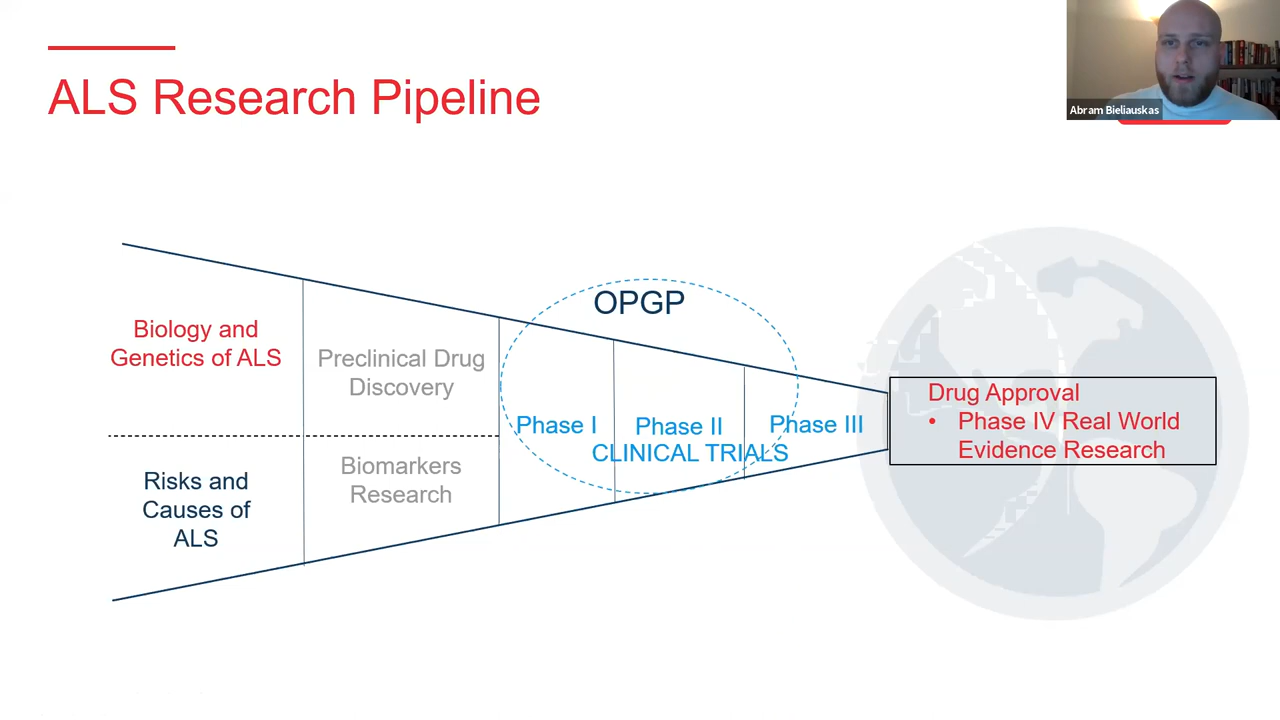 ALS Research Pipeline
Abram Bieliauskas
OPGP
Biology and
Genetics of ALS
Preclinical Drug
Discovery
Risks and
Causes of
ALS
Biomarkers
Research
Phase I
Phase II
Phase III
CLINICAL TRIALS
Drug Approval
• Phase IV Real World
Evidence Research